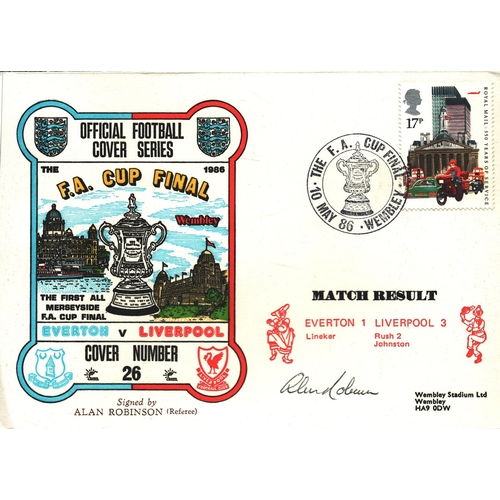 OFFICIAL FOOTBALL
COVER SERIES
THE 1986
F.A. CUP FINAL
Wembley
THE FIRST ALL
MERSEYSIDE
F.A. CUP FINAL
EVERTON v LIVERPOOL
COVER NUMBER
26
Signed by
ALAN ROBINSON (Referee)
THE F.A. CUP FINAL
10 MAY 86 · WEMBLEY
17P
ROYAL MAIL · 350 YEARS OF SERVICE
MATCH RESULT
EVERTON 1 LIVERPOOL 3
Lineker Rush 2
Johnston
Wembley Stadium Ltd
Wembley
HA9 0DW